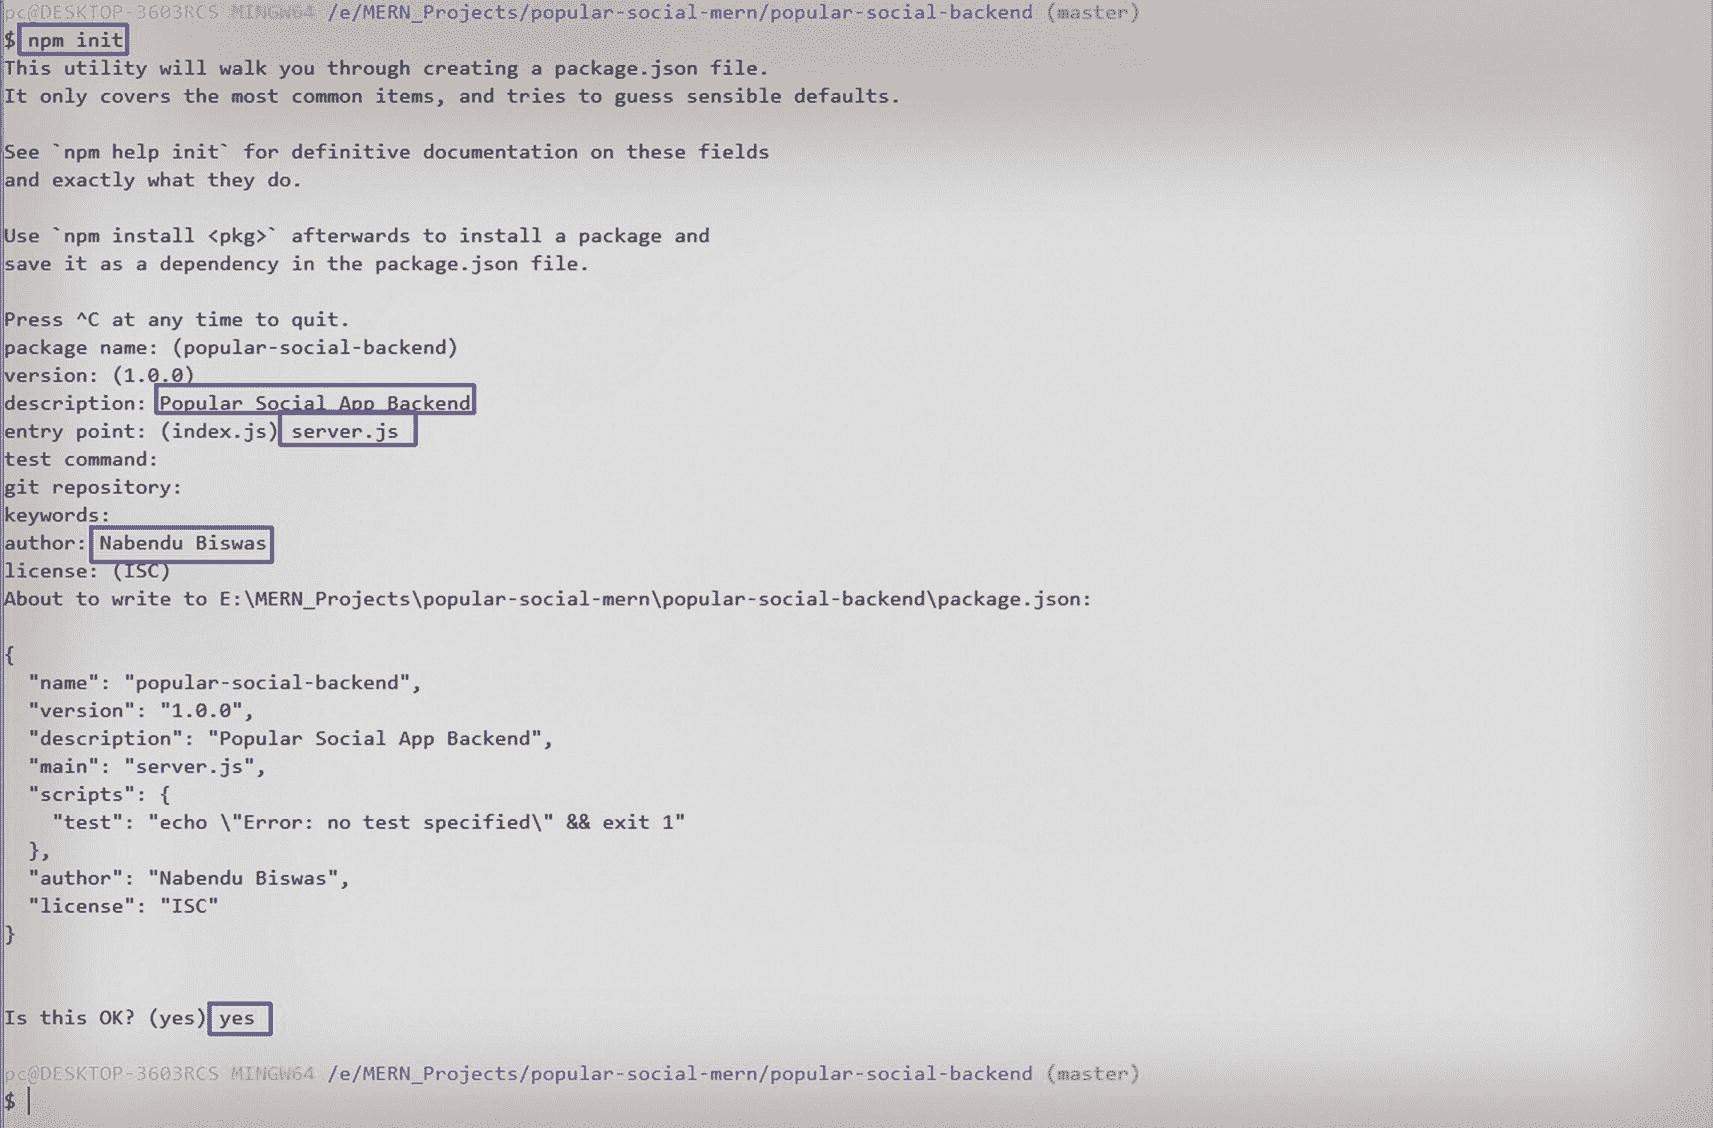 pc@DESKTOP-3603RCS MINGW64 /e/MERN_Projects/popular-social-mern/popular-social-backend (master)
$ npm init
This utility will walk you through creating a package.json file.
It only covers the most common items, and tries to guess sensible defaults.
See `npm help init` for definitive documentation on these fields
and exactly what they do.
Use `npm install <pkg>` afterwards to install a package and
save it as a dependency in the package.json file.
Press ^C at any time to quit.
package name: (popular-social-backend)
version: (1.0.0)
description: Popular Social App Backend
entry point: (index.js) server.js
test command:
git repository:
keywords:
author: Nabendu Biswas
license: (ISC)
About to write to E:\MERN_Projects\popular-social-mern\popular-social-backend\package.json:
{
  "name": "popular-social-backend",
  "version": "1.0.0",
  "description": "Popular Social App Backend",
  "main": "server.js",
  "scripts": {
    "test": "echo \"Error: no test specified\" && exit 1"
  },
  "author": "Nabendu Biswas",
  "license": "ISC"
}
Is this OK? (yes) yes
pc@DESKTOP-3603RCS MINGW64 /e/MERN_Projects/popular-social-mern/popular-social-backend (master)
$